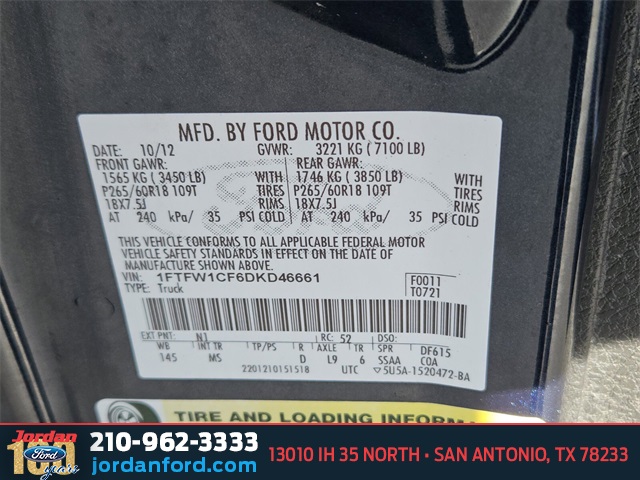 MFD. BY FORD MOTOR CO.
DATE: 10/12 GVWR: 3221 KG ( 7100 LB)
FRONT GAWR: REAR GAWR:
1565 KG ( 3450 LB) WITH 1746 KG ( 3850 LB) WITH
P265/60R18 109T TIRES P265/60R18 109T TIRES
18X7.5J RIMS 18X7.5J RIMS
AT 240 kPa/ 35 PSI COLD AT 240 kPa/ 35 PSI COLD
THIS VEHICLE CONFORMS TO ALL APPLICABLE FEDERAL MOTOR
VEHICLE SAFETY STANDARDS IN EFFECT ON THE DATE OF
MANUFACTURE SHOWN ABOVE.
VIN: 1FTFW1CF6DKD46661 F0011
TYPE: Truck T0721
EXT PNT: N1 RC: 52 DSO:
WB INT TR TP/PS R AXLE TR SPR DF615
145 MS D L9 6 SSAA COA
2201210151518 UTC ▽5U5A-1520472-BA
TIRE AND LOADING INFORMA
Jordan
Ford
100 years
210-962-3333
jordanford.com
13010 IH 35 NORTH • SAN ANTONIO, TX 78233